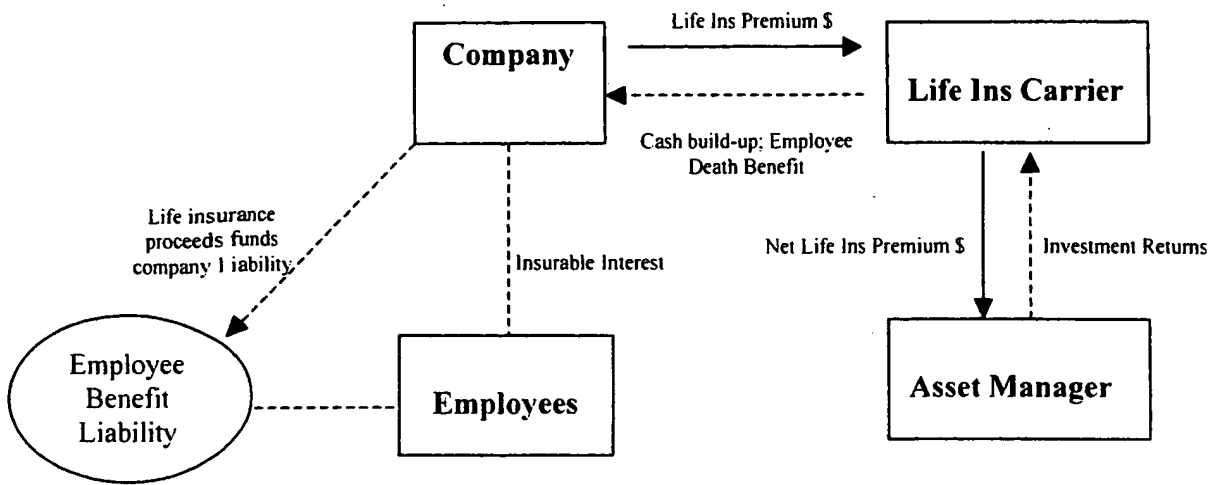 Life Ins Premium $
Company
Life Ins Carrier
Cash build-up; Employee
Death Benefit
Life insurance
proceeds funds
company l iability
Insurable Interest
Net Life Ins Premium $
Investment Returns
Employee
Benefit
Liability
Employees
Asset Manager